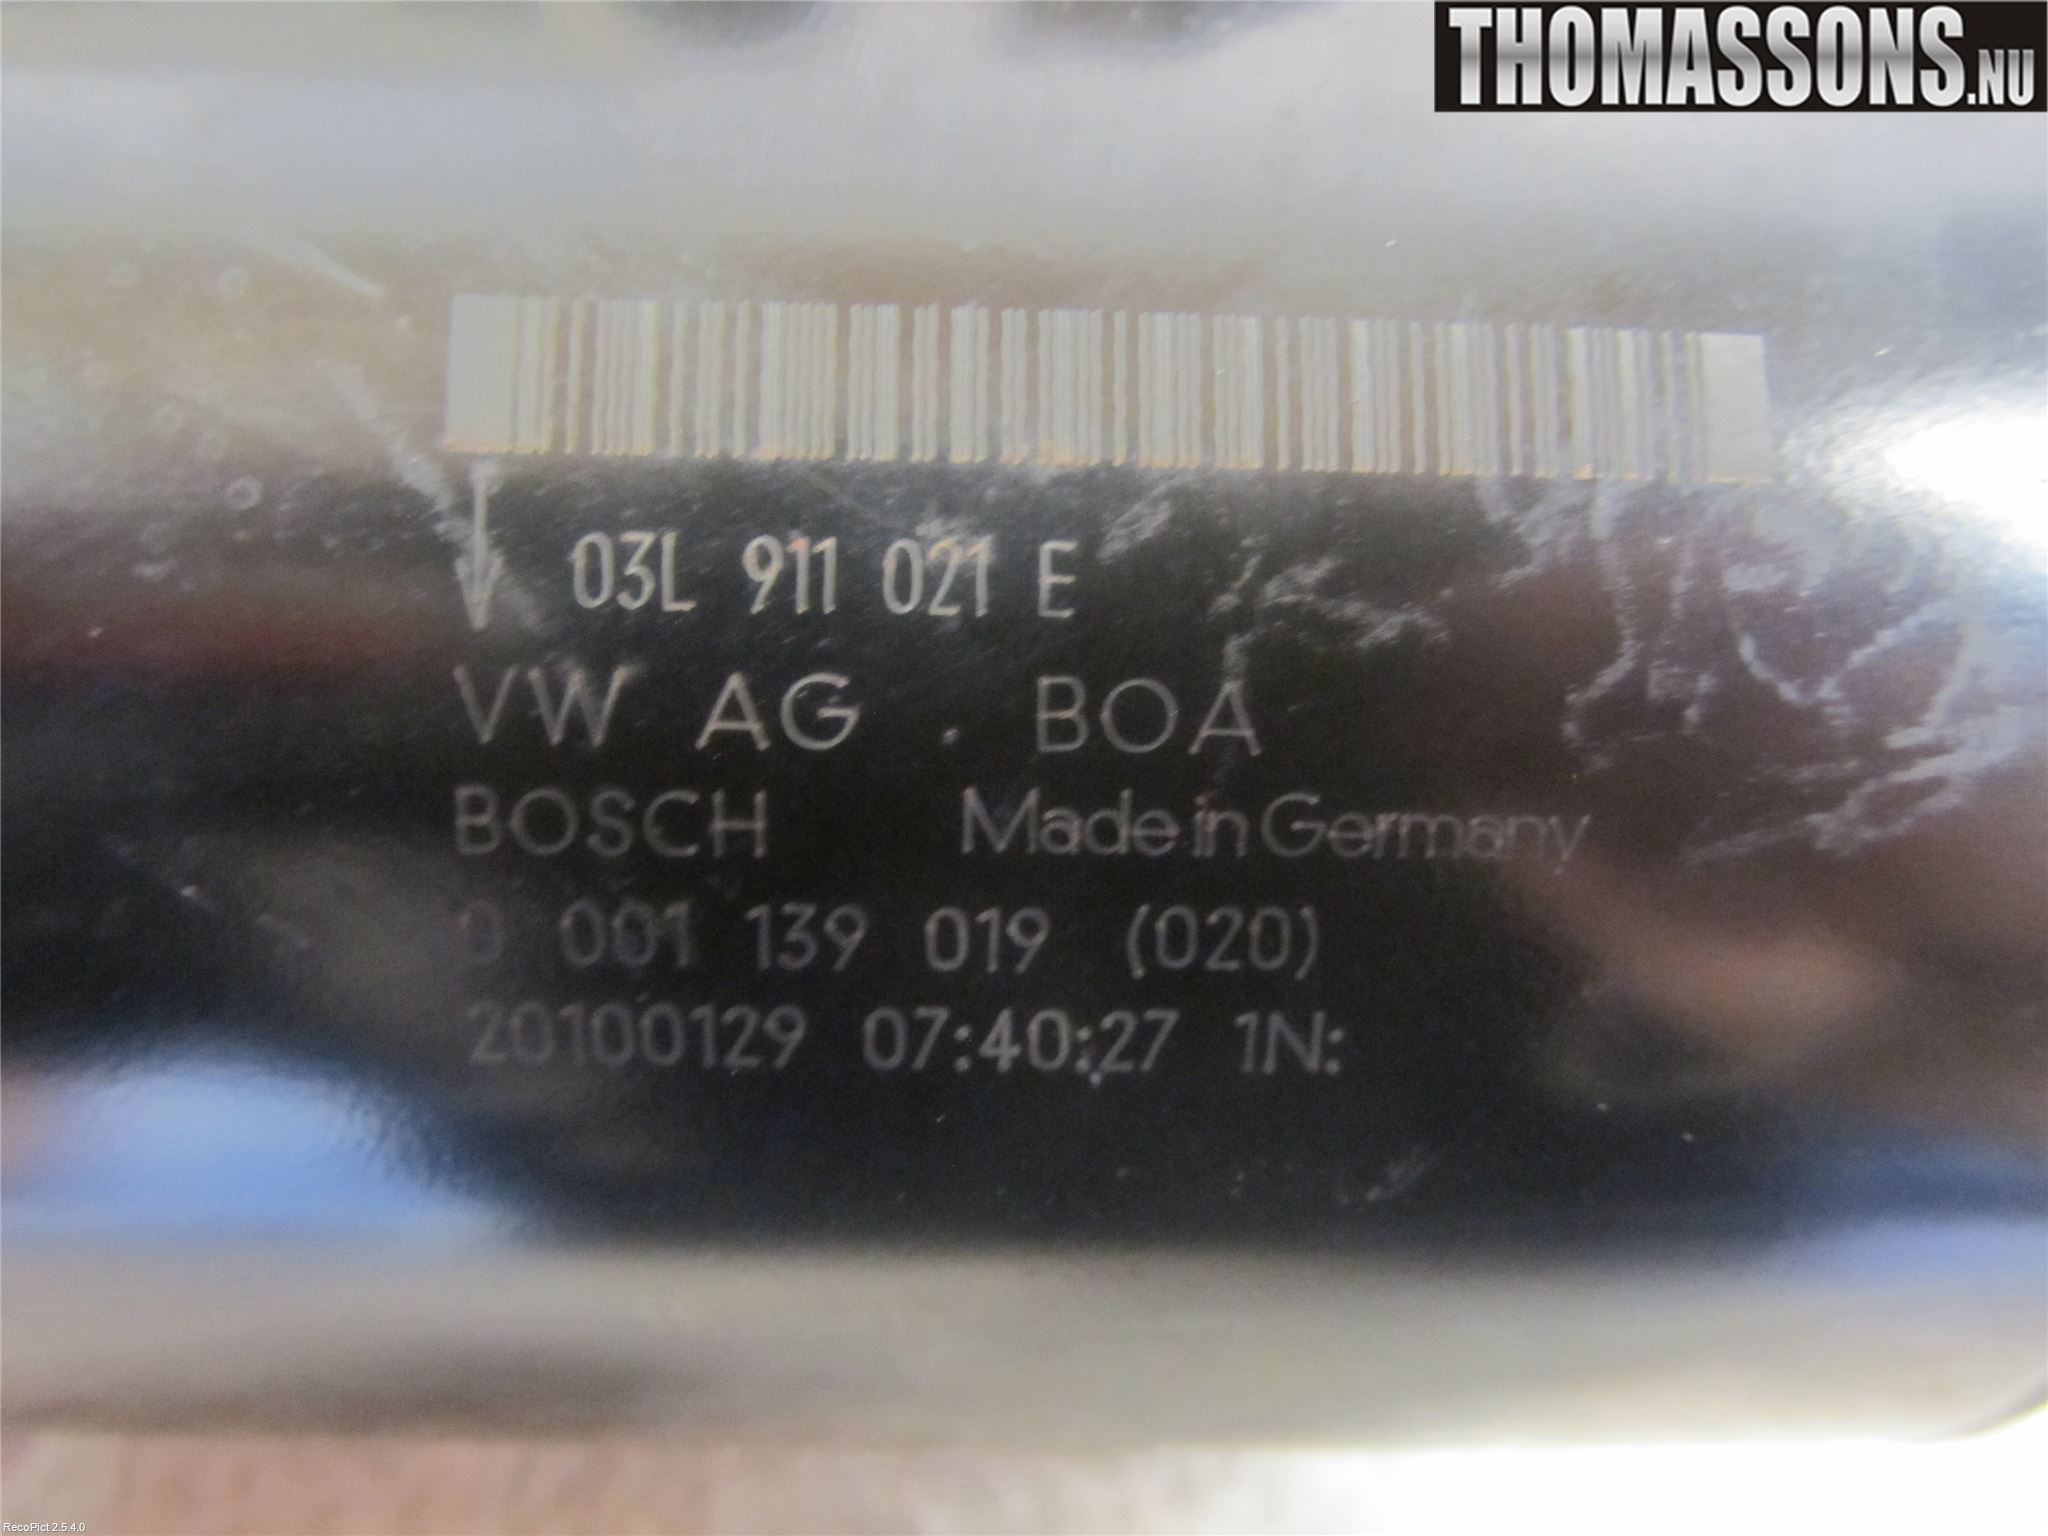 THOMASSONS.NU
03L 911 021 E
VW AG . BOA
BOSCH Made in Germany
0 001 139 019 (020)
20100129 07:40:27 1N:
RecoPict 2.5.4.0